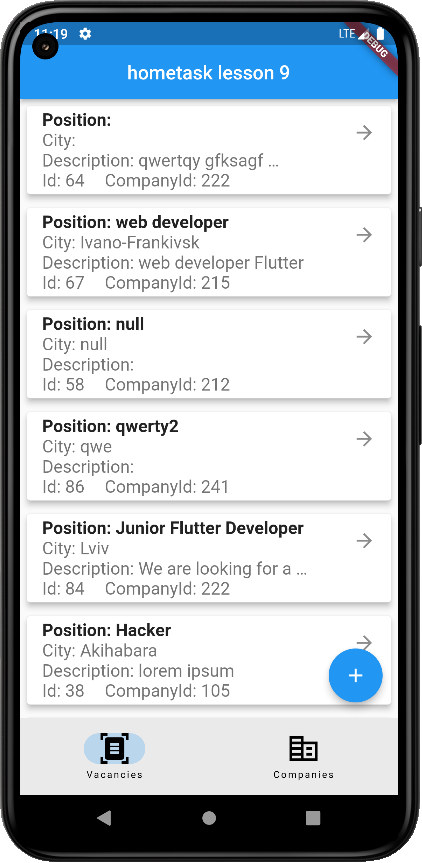 11:19 LTE DEBUG
hometask lesson 9
Position:
City:
Description: qwertqy gfksagf ...
Id: 64 CompanyId: 222
Position: web developer
City: Ivano-Frankivsk
Description: web developer Flutter
Id: 67 CompanyId: 215
Position: null
City: null
Description:
Id: 58 CompanyId: 212
Position: qwerty2
City: qwe
Description:
Id: 86 CompanyId: 241
Position: Junior Flutter Developer
City: Lviv
Description: We are looking for a ...
Id: 84 CompanyId: 222
Position: Hacker
City: Akihabara
Description: lorem ipsum
Id: 38 CompanyId: 105
Vacancies Companies